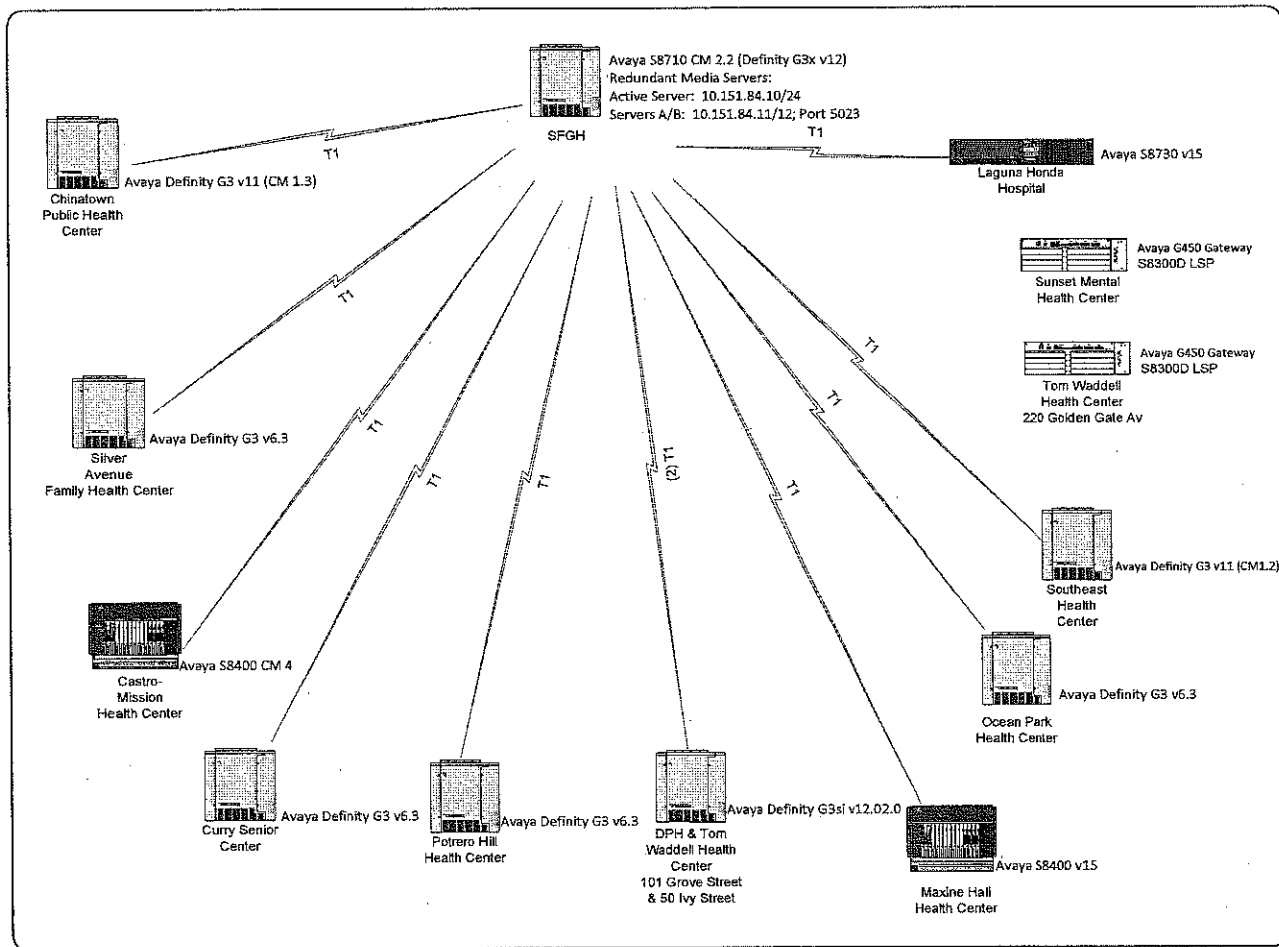 Avaya S8710 CM 2.2 (Definity G3x v12)
Redundant Media Servers:
Active Server: 10.151.84.10/24
Servers A/B: 10.151.84.11/12; Port 5023
SFGH
T1
T1
Avaya S8730 v15
Laguna Honda
Hospital
Avaya Definity G3 v11 (CM 1.3)
Chinatown
Public Health
Center
Avaya G450 Gateway
S8300D LSP
Sunset Mental
Health Center
T1
T1
Avaya G450 Gateway
S8300D LSP
Tom Waddell
Health Center
220 Golden Gate Av
Avaya Definity G3 v6.3
Silver
Avenue
Family Health Center
T1
T1
T1
(2) T1
T1
T1
Avaya Definity G3 v11 (CM1.2)
Southeast
Health
Center
Avaya S8400 CM 4
Castro-
Mission
Health Center
Avaya Definity G3 v6.3
Ocean Park
Health Center
Avaya Definity G3 v6.3
Curry Senior
Center
Avaya Definity G3 v6.3
Potrero Hill
Health Center
Avaya Definity G3si v12.02.0
DPH & Tom
Waddell Health
Center
101 Grove Street
& 50 Ivy Street
Avaya S8400 v15
Maxine Hall
Health Center